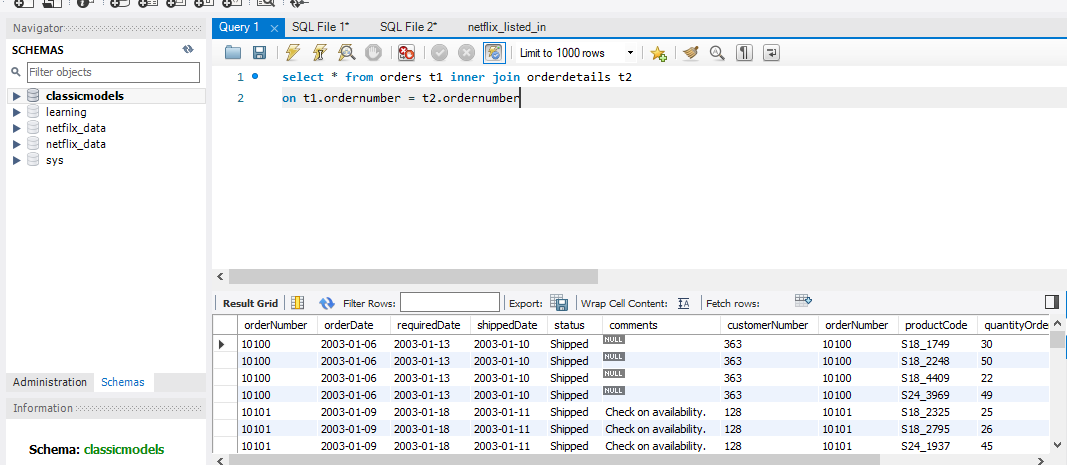 Navigator
Query 1 SQL File 1* SQL File 2* netflix_listed_in
SCHEMAS
Filter objects
classicmodels
learning
netfilx_data
netflix_data
sys
Limit to 1000 rows
1 select * from orders t1 inner join orderdetails t2
2 on t1.ordernumber = t2.ordernumber
Administration Schemas
Information
Schema: classicmodels
Result Grid Filter Rows: Export: Wrap Cell Content: Fetch rows:
orderNumber orderDate requiredDate shippedDate status comments customerNumber orderNumber productCode quantityOrde
10100 2003-01-06 2003-01-13 2003-01-10 Shipped NULL 363 10100 S18_1749 30
10100 2003-01-06 2003-01-13 2003-01-10 Shipped NULL 363 10100 S18_2248 50
10100 2003-01-06 2003-01-13 2003-01-10 Shipped NULL 363 10100 S18_4409 22
10100 2003-01-06 2003-01-13 2003-01-10 Shipped NULL 363 10100 S24_3969 49
10101 2003-01-09 2003-01-18 2003-01-11 Shipped Check on availability. 128 10101 S18_2325 25
10101 2003-01-09 2003-01-18 2003-01-11 Shipped Check on availability. 128 10101 S18_2795 26
10101 2003-01-09 2003-01-18 2003-01-11 Shipped Check on availability. 128 10101 S24_1937 45